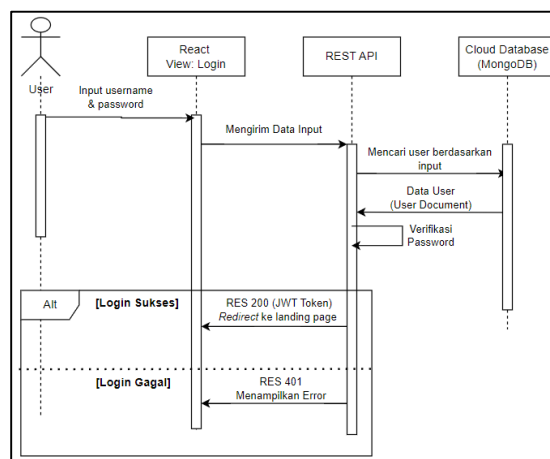 User
React
View: Login
REST API
Cloud Database
(MongoDB)
Input username
& password
Mengirim Data Input
Mencari user berdasarkan
input
Data User
(User Document)
Verifikasi
Password
Alt
[Login Sukses]
RES 200 (JWT Token)
Redirect ke landing page
[Login Gagal]
RES 401
Menampilkan Error